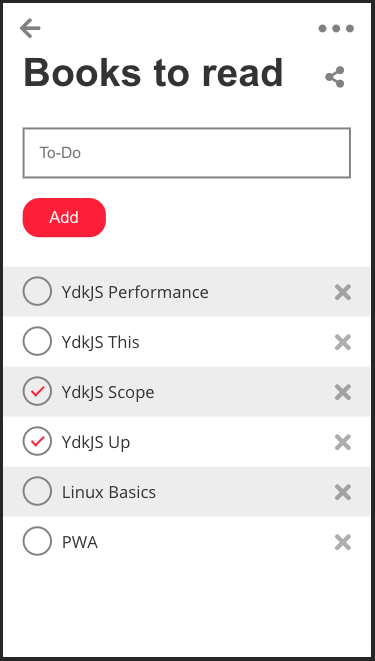 Books to read
To-Do
Add
YdkJS Performance
YdkJS This
YdkJS Scope
YdkJS Up
Linux Basics
PWA